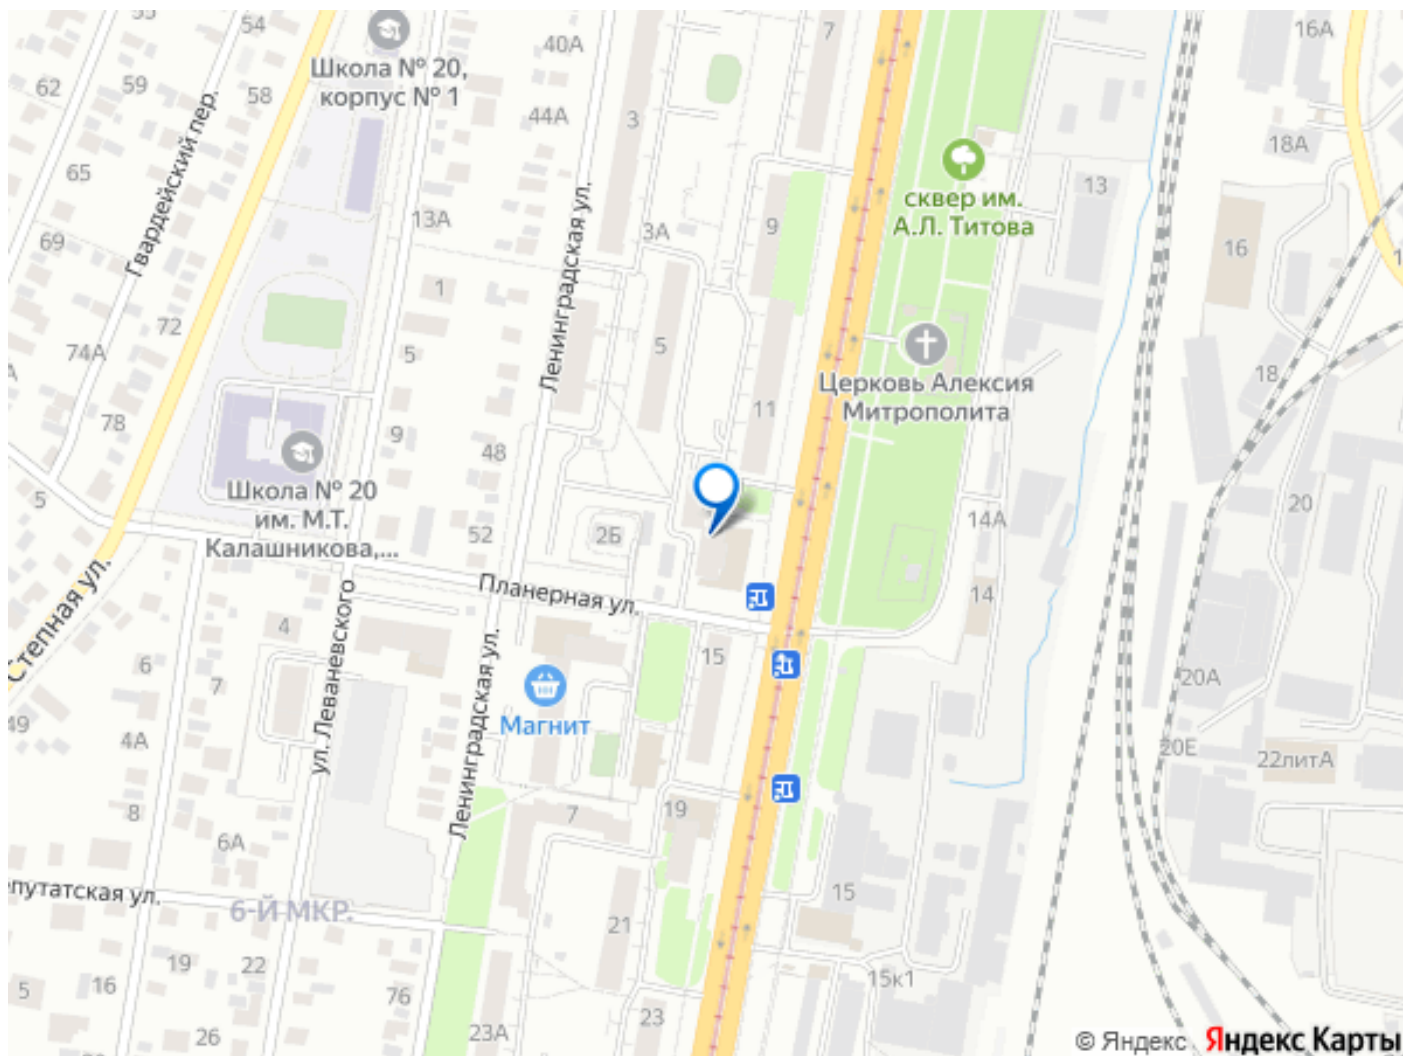 55
54
40А
7
16А
Школа № 20,
корпус № 1
62
59
58
44А
3
18А
Гвардейский пер.
65
13
сквер им.
А.Л. Титова
Ленинградская ул.
13А
3А
9
69
16
1
72
5
74А
5
Церковь Алексия
Митрополита
18
11
78
9
48
Школа № 20
им. М.Т.
Калашникова,...
5
20
14А
52
2Б
Степная ул.
Планерная ул.
14
4
15
6
7
ул. Леваневского
Ленинградская ул.
20А
49
Магнит
4А
20Е
22литА
8
7
19
6А
15
епутатская ул.
6-Й МКР.
21
19
22
15к1
5
16
76
23
26
23А
© Яндекс Яндекс Карты